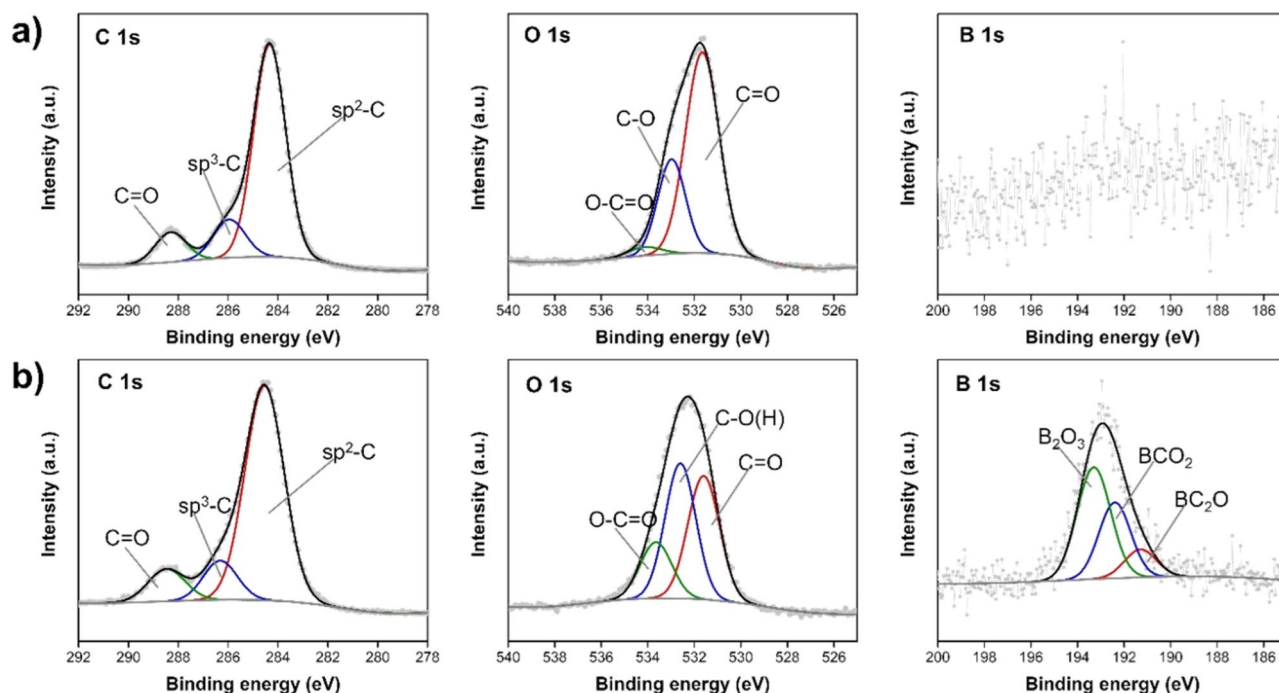 a)
C 1s
Intensity (a.u.)
sp²-C
sp³-C
C=O
292 290 288 286 284 282 280 278
Binding energy (eV)
O 1s
Intensity (a.u.)
C=O
C-O
O-C=O
540 538 536 534 532 530 528 526
Binding energy (eV)
B 1s
Intenity (a.u.)
200 198 196 194 192 190 188 186
Binding energy (eV)
b)
C 1s
Intensity (a.u.)
sp²-C
sp³-C
C=O
292 290 288 286 284 282 280 278
Binding energy (eV)
O 1s
Intensity (a.u.)
C-O(H)
C=O
O-C=O
540 538 536 534 532 530 528 526
Binding energy (eV)
B 1s
Intensity (a.u.)
B₂O₃
BCO₂
BC₂O
200 198 196 194 192 190 188 186
Binding energy (eV)